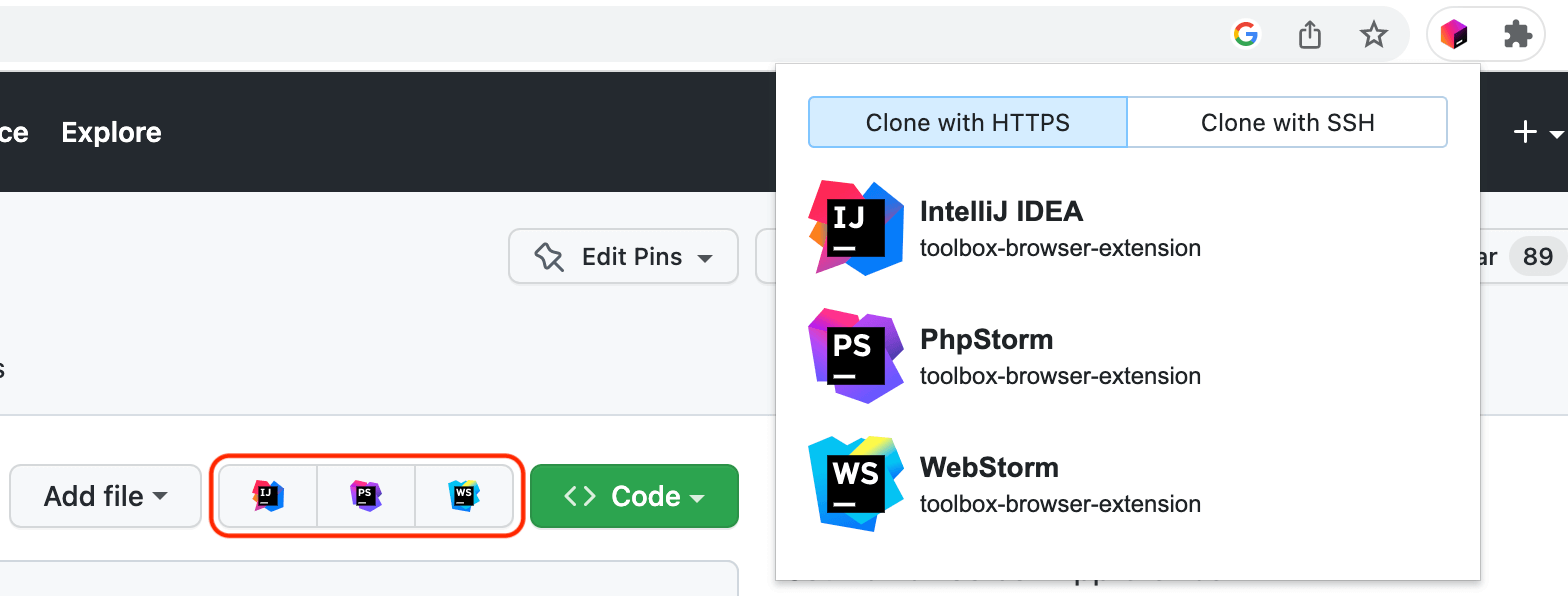 ce Explore
Clone with HTTPS Clone with SSH
IJ
IntelliJ IDEA
toolbox-browser-extension
Edit Pins
ar 89
PS
PhpStorm
toolbox-browser-extension
s
WS
WebStorm
toolbox-browser-extension
Add file
IJ
PS
WS
<> Code